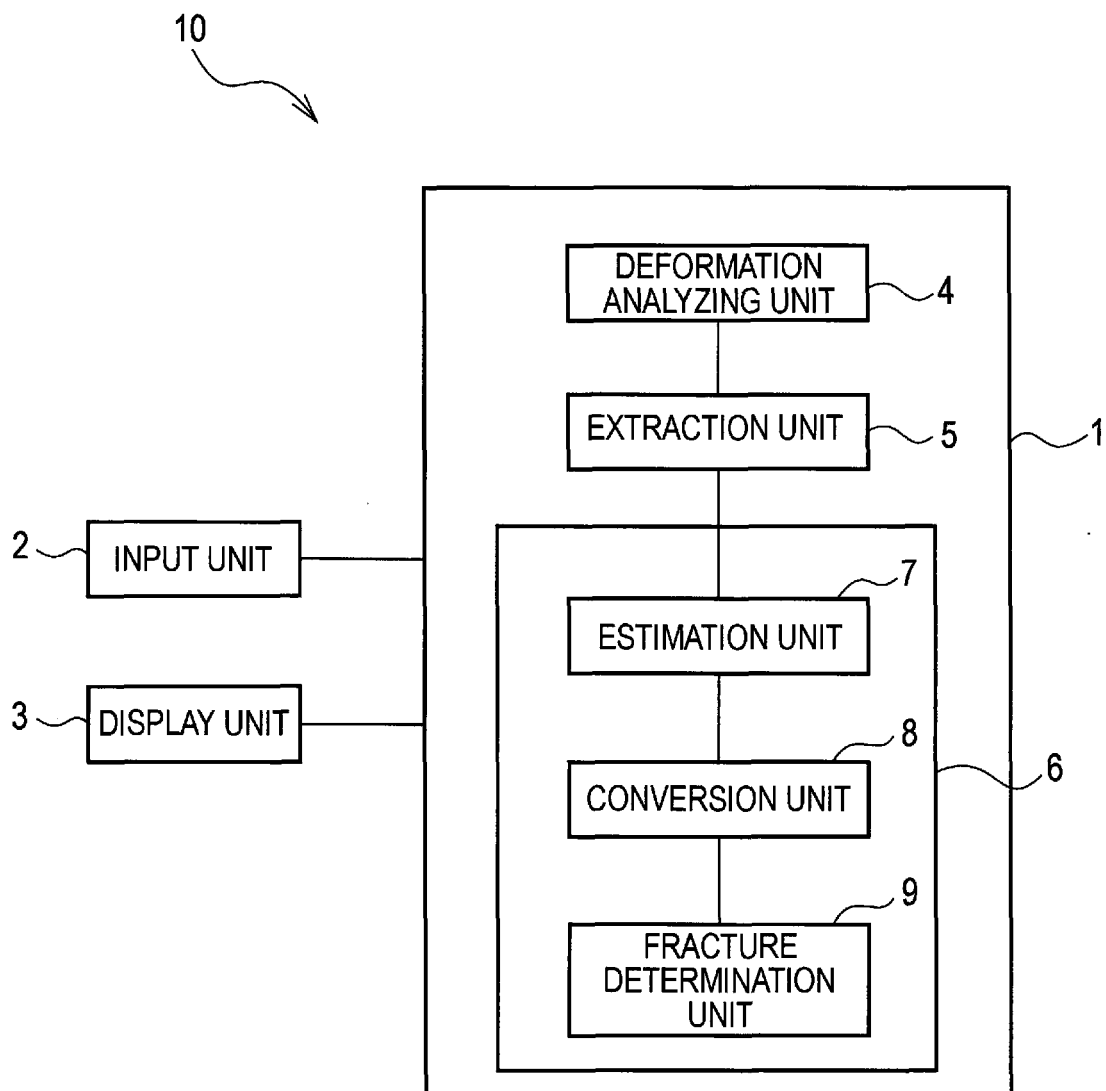 10
DEFORMATION
ANALYZING UNIT
4
EXTRACTION UNIT
5
1
2
INPUT UNIT
7
ESTIMATION UNIT
3
DISPLAY UNIT
8
CONVERSION UNIT
6
9
FRACTURE
DETERMINATION
UNIT